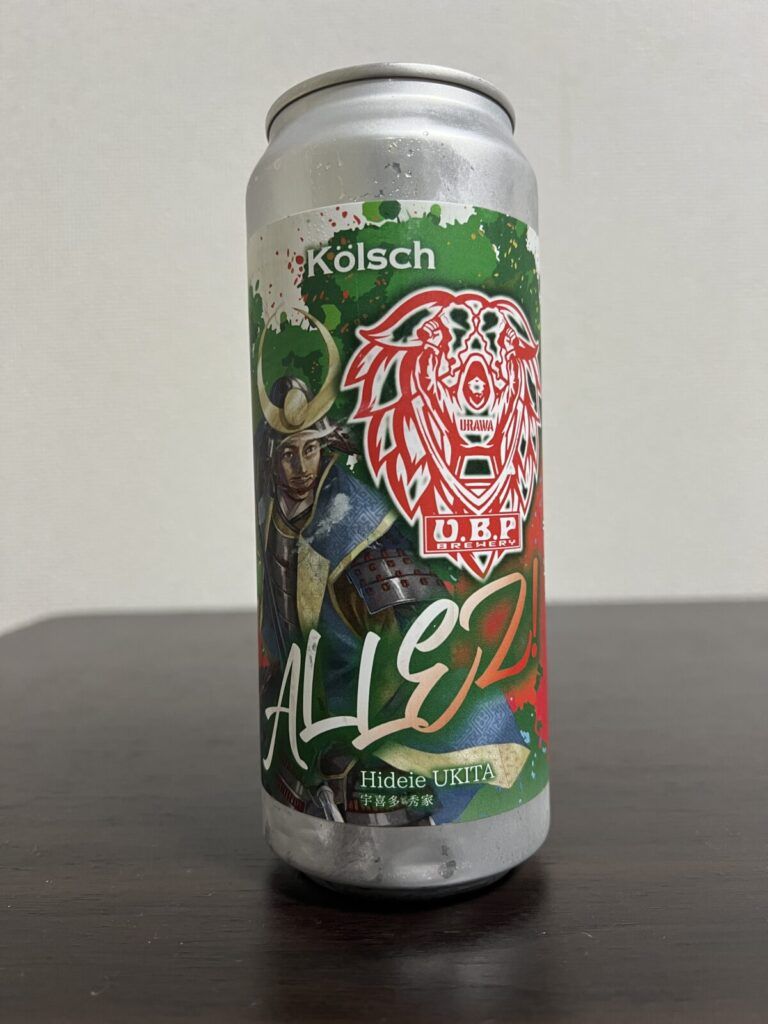 Kölsch
URAWA
U.B.P
BREWERY
ALLEZ!
Hideie UKITA
宇喜多 秀家